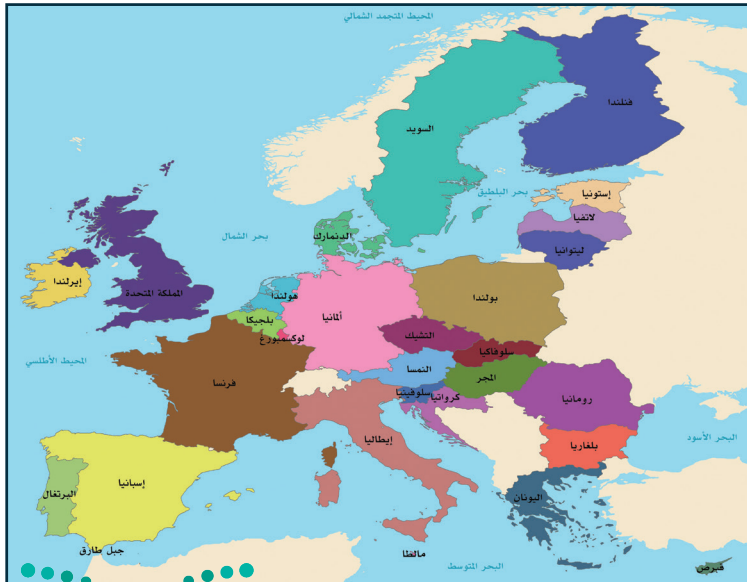 المحيط المتجمد الشمالي
فنلندا
السويد
إستونيا
بحر البلطيق
لاتفيا
الدنمارك
بحر الشمال
ليتوانيا
إيرلندا
المملكة المتحدة
هولندا
بولندا
بلجيكا
ألمانيا
لوكسمبورغ
التشيك
سلوفاكيا
المحيط الأطلسي
النمسا
المجر
فرنسا
سلوفينيا
كرواتيا
رومانيا
إيطاليا
البحر الأسود
بلغاريا
إسبانيا
البرتغال
اليونان
جبل طارق
مالطا
البحر المتوسط
قبرص